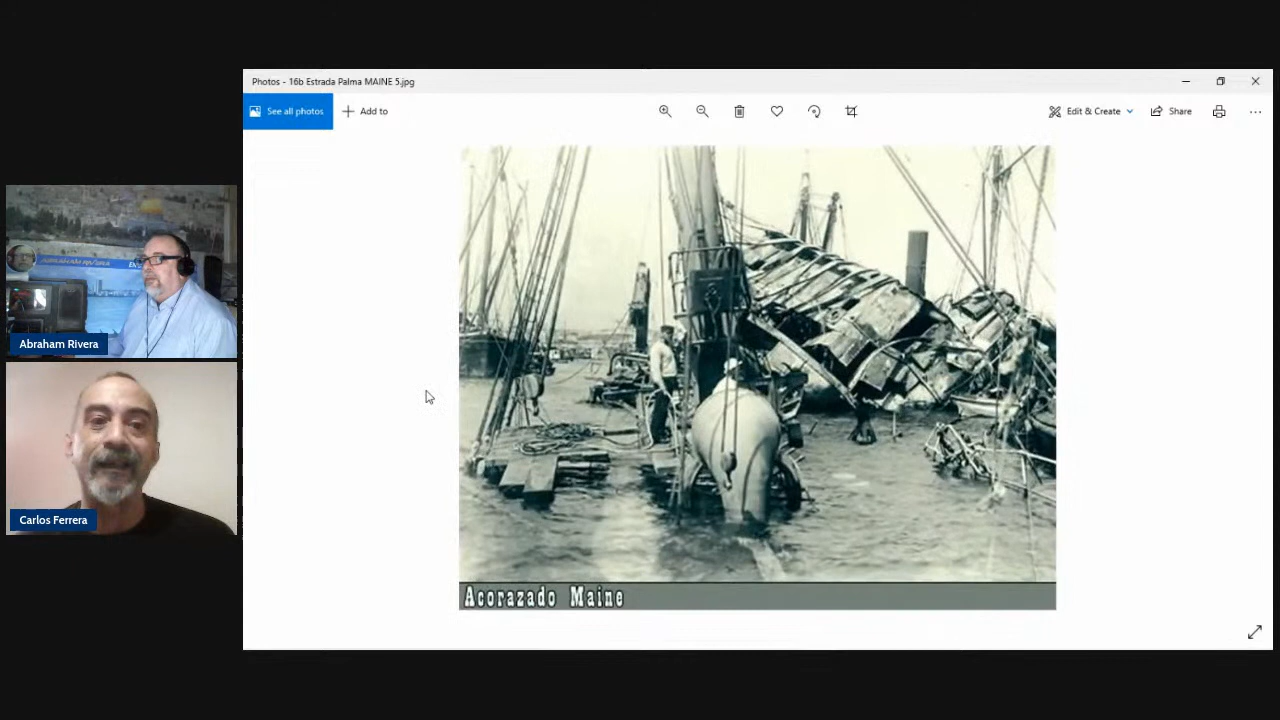 Photos - 16b Estrada Palma MAINE 5.jpg
See all photos
Add to
Edit & Create
Share
Abraham Rivera
Carlos Ferrera
Acorazado Maine